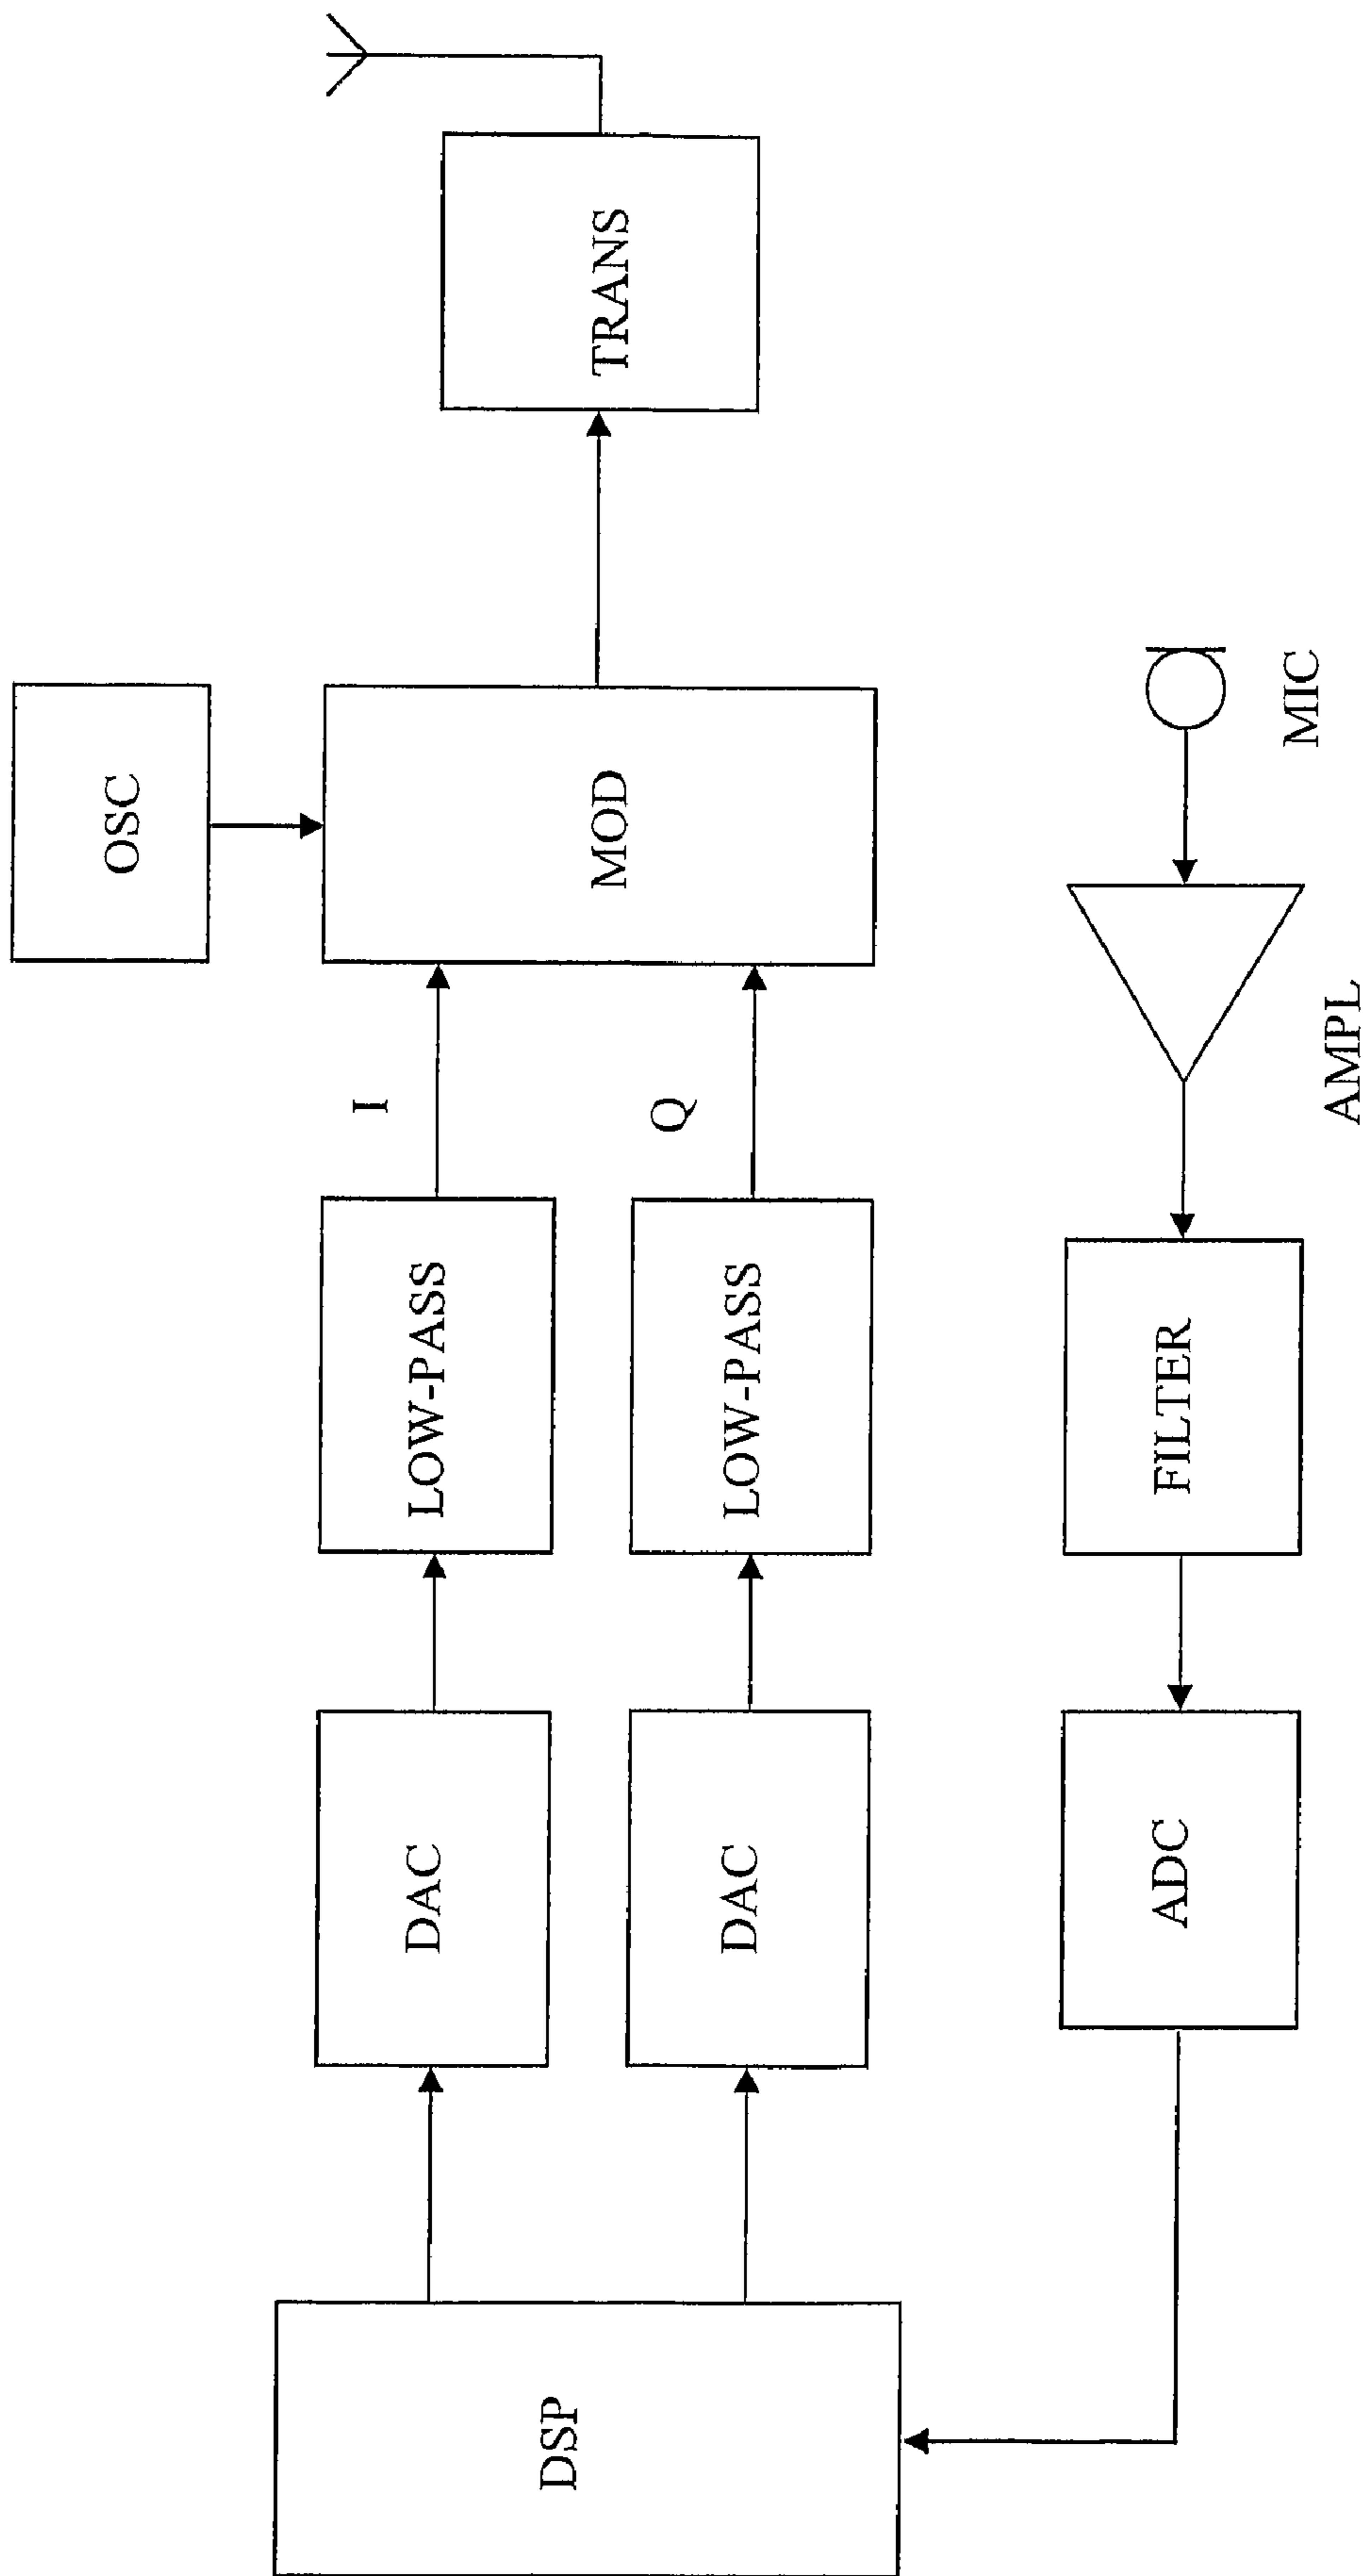 OSC
I
DSP
DAC
LOW-PASS
MOD
TRANS
Q
DAC
LOW-PASS
ADC
FILTER
AMPL
MIC